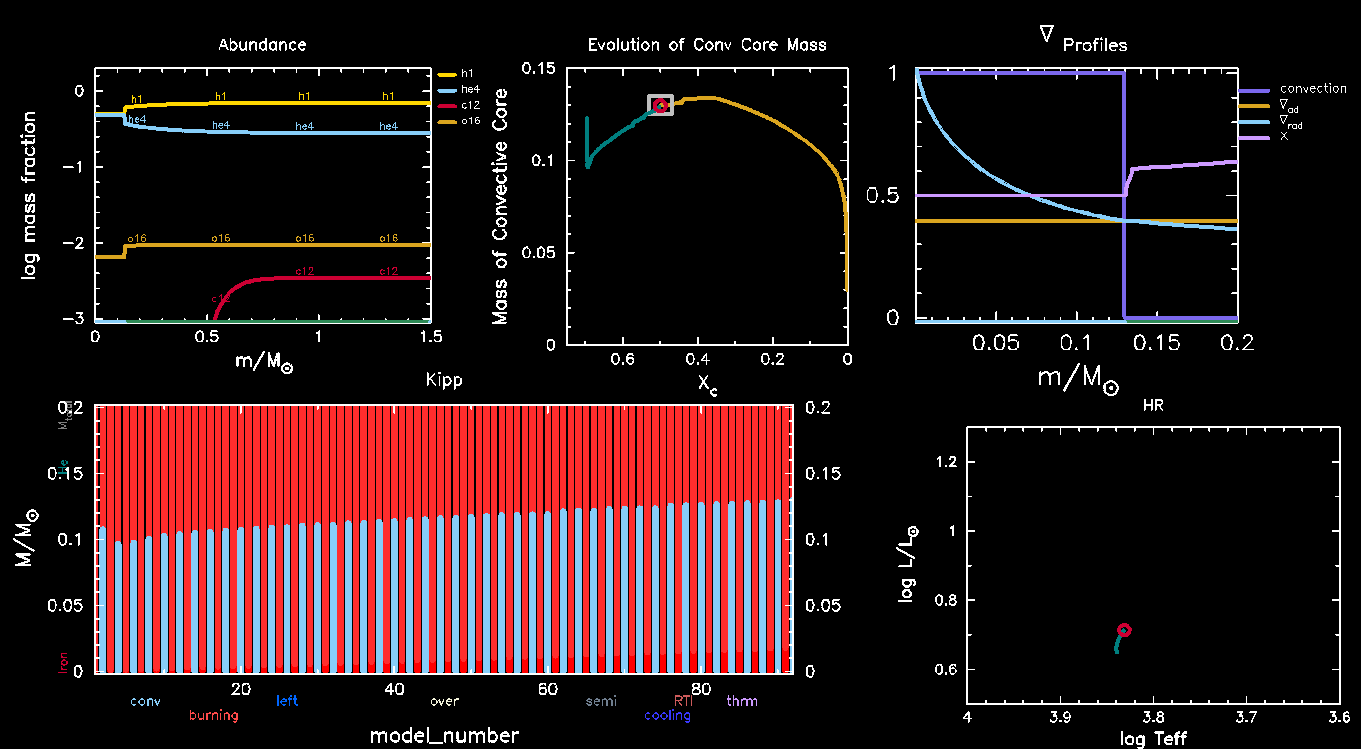 Abundance
0
−1
−2
−3
log mass fraction
h1 h1 h1 h1
he4 he4 he4 he4
o16 o16 o16 o16
c12 c12 c12
0 0.5 1 1.5
m/M☉
h1
he4
c12
o16
Evolution of Conv Core Mass
0.15
0.1
0.05
0
Mass of Convective Core
0.6 0.4 0.2 0
X_c
∇
Profiles
1
0.5
0
0.05 0.1 0.15 0.2
m/M☉
convection
∇_ad
∇_rad
X
Kipp
0.2
0.15
0.1
0.05
0
M/M☉
He
Iron
0.2
0.15
0.1
0.05
0
20 40 60 80
conv burning left over semi cooling RTI thrm
model_number
HR
1.2
1
0.8
0.6
log L/L☉
4 3.9 3.8 3.7 3.6
log Teff